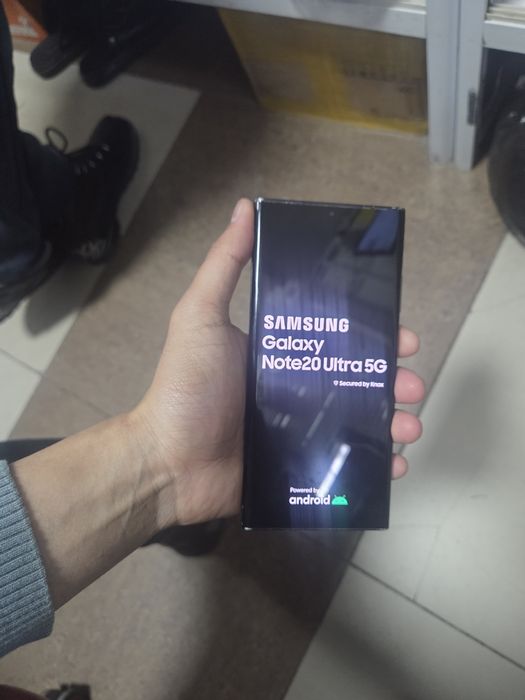 SAMSUNG
Galaxy
Note20 Ultra 5G
Secured by Knox
Powered by
android